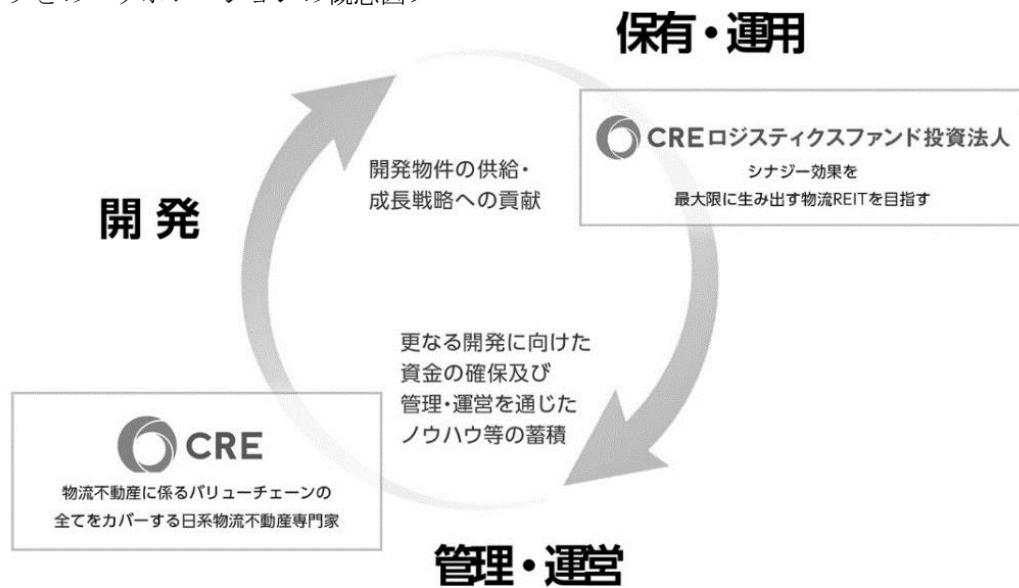 保有・運用
CREロジスティクスファンド投資法人
シナジー効果を
最大限に生み出す物流REITを目指す
開発物件の供給・
成長戦略への貢献
開発
更なる開発に向けた
資金の確保及び
管理・運営を通じた
ノウハウ等の蓄積
CRE
物流不動産に係るバリューチェーンの
全てをカバーする日系物流不動産専門家
管理・運営